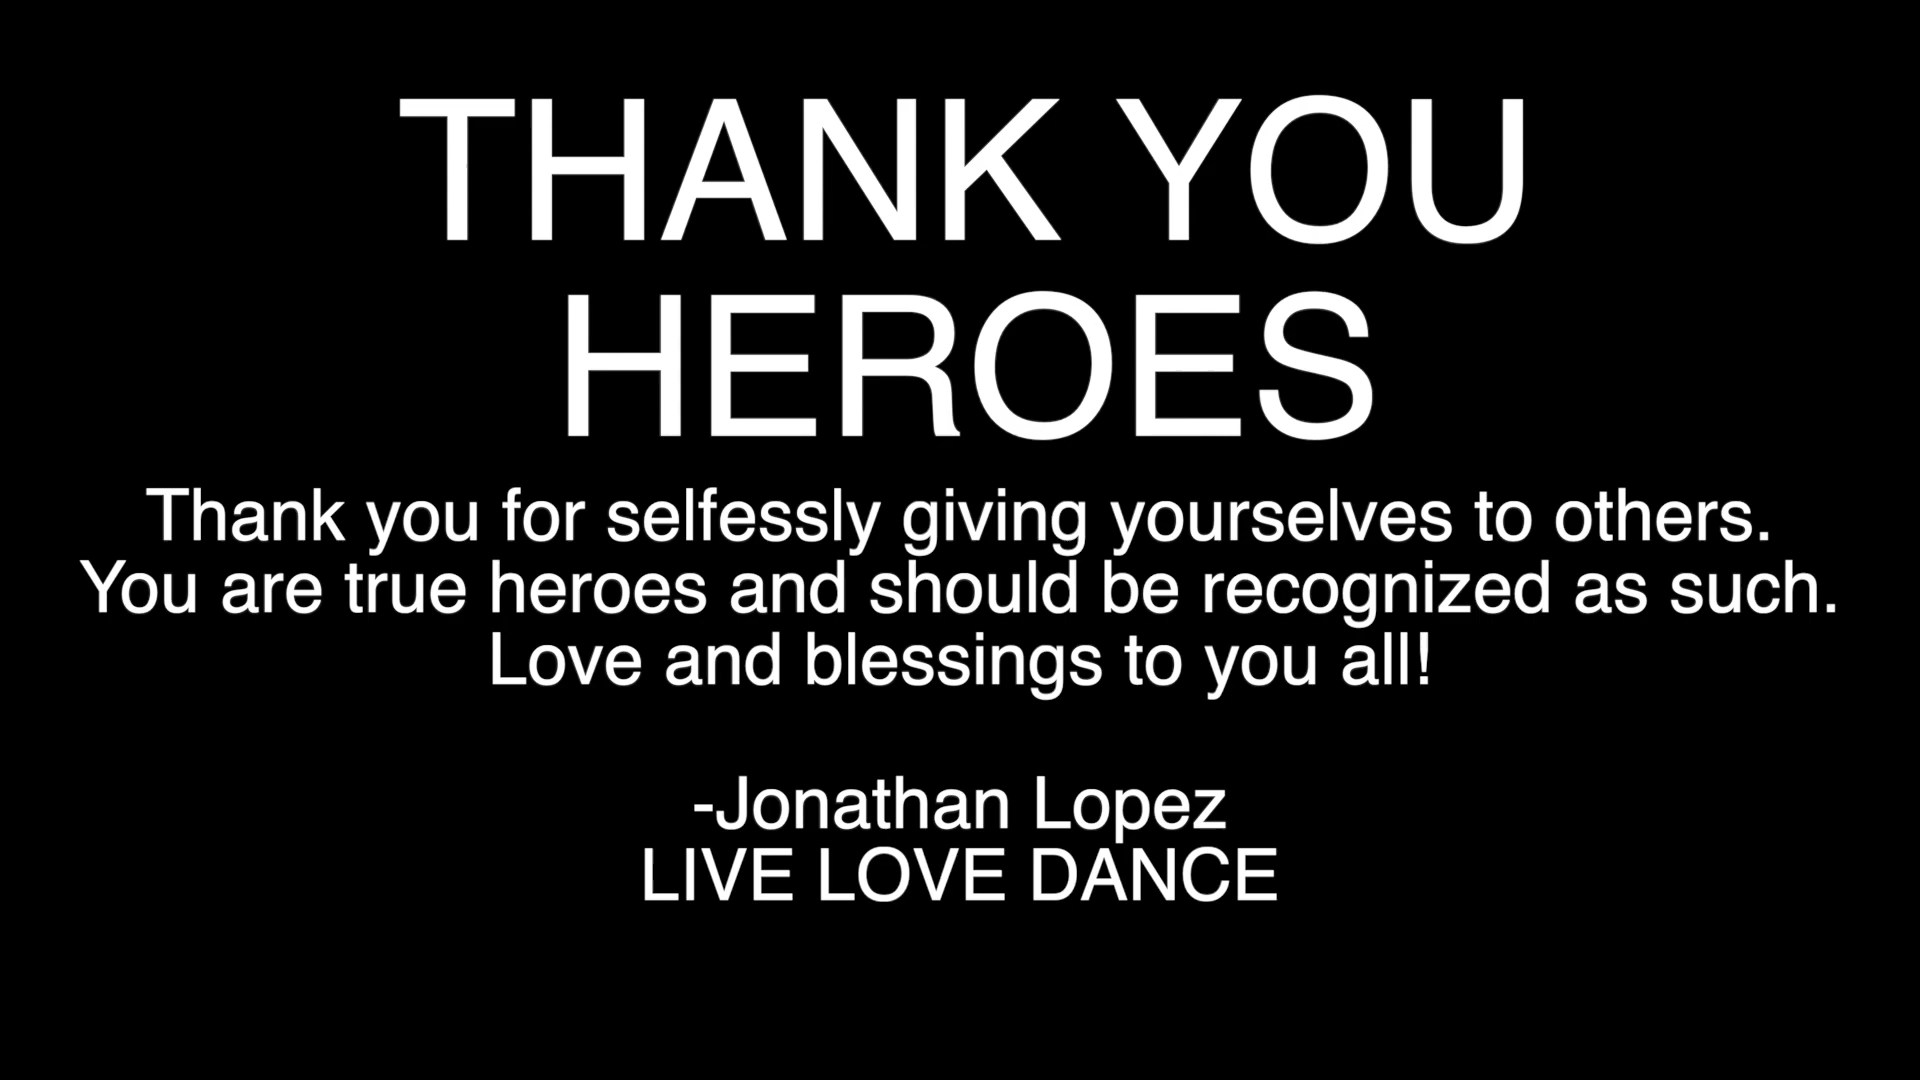 THANK YOU
HEROES
Thank you for selfessly giving yourselves to others.
You are true heroes and should be recognized as such.
Love and blessings to you all!
-Jonathan Lopez
LIVE LOVE DANCE